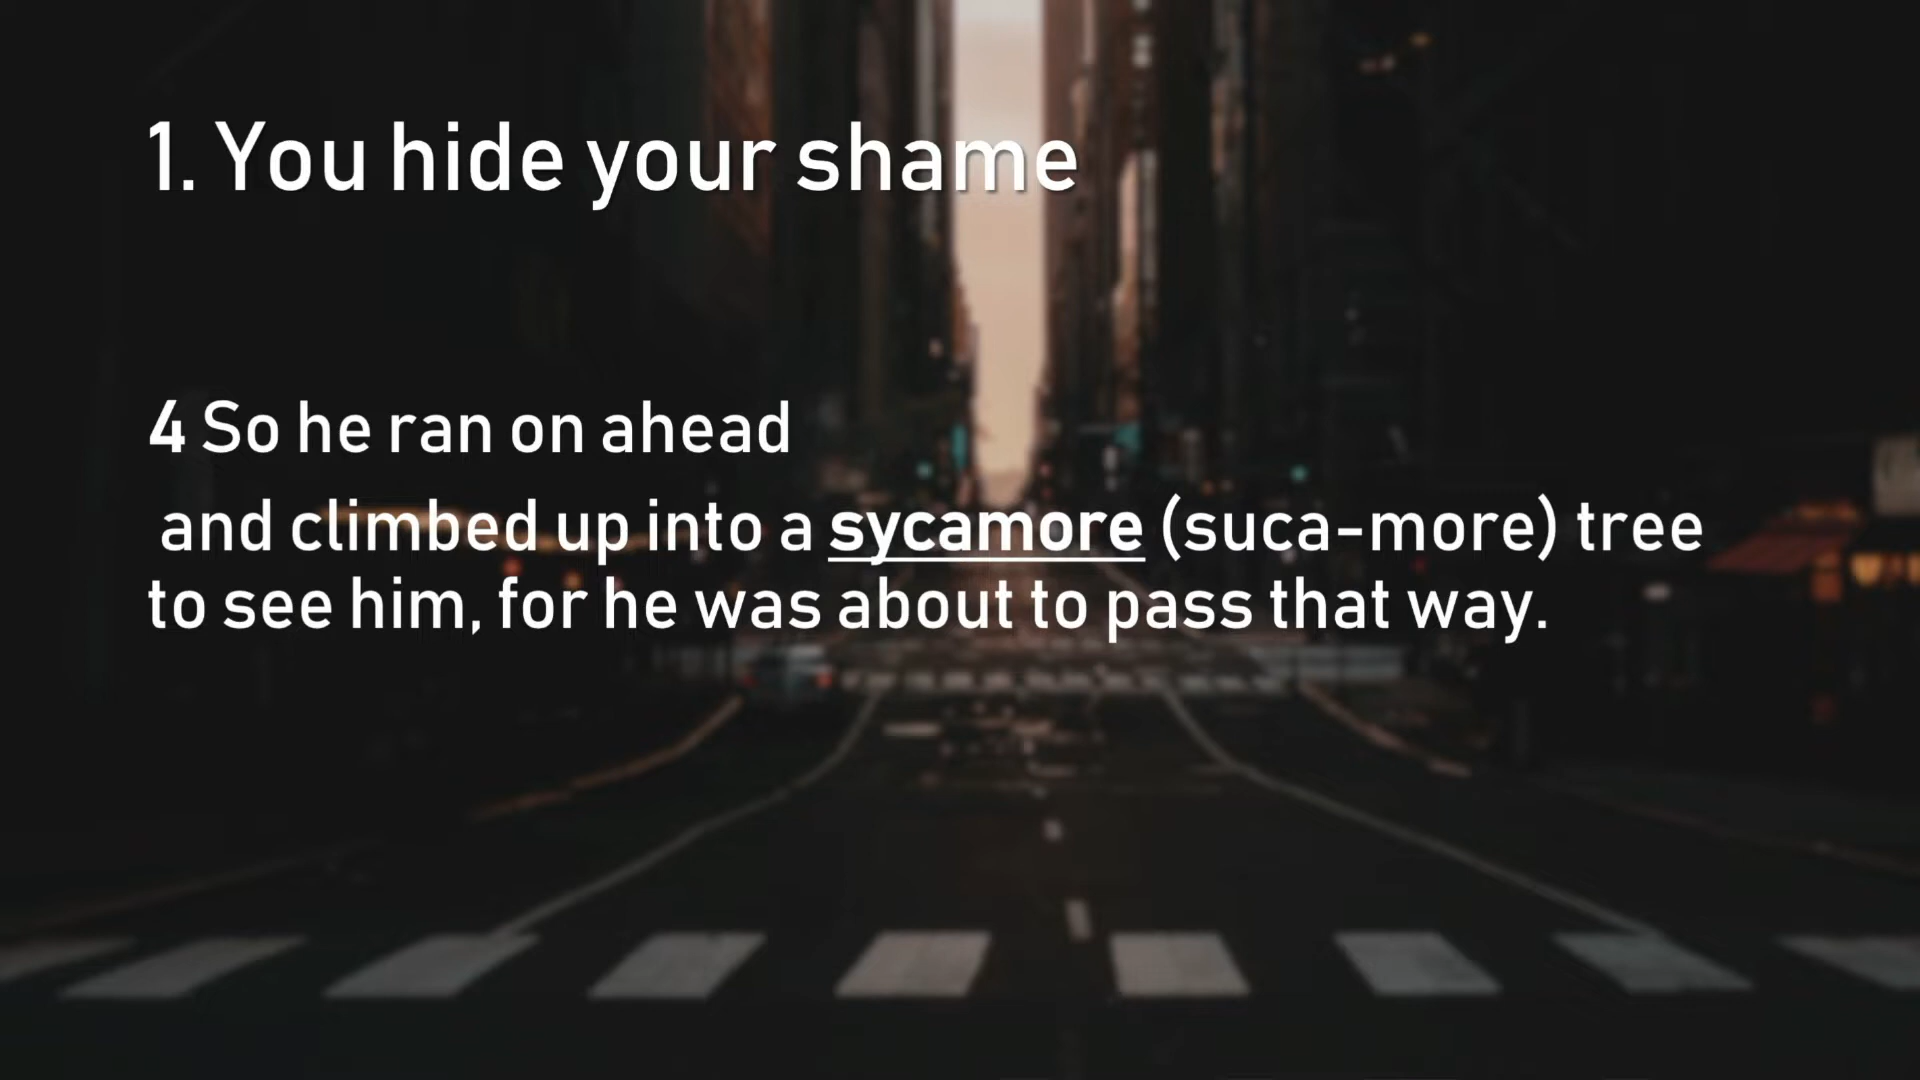 1. You hide your shame
4 So he ran on ahead
and climbed up into a sycamore (suca-more) tree
to see him, for he was about to pass that way.